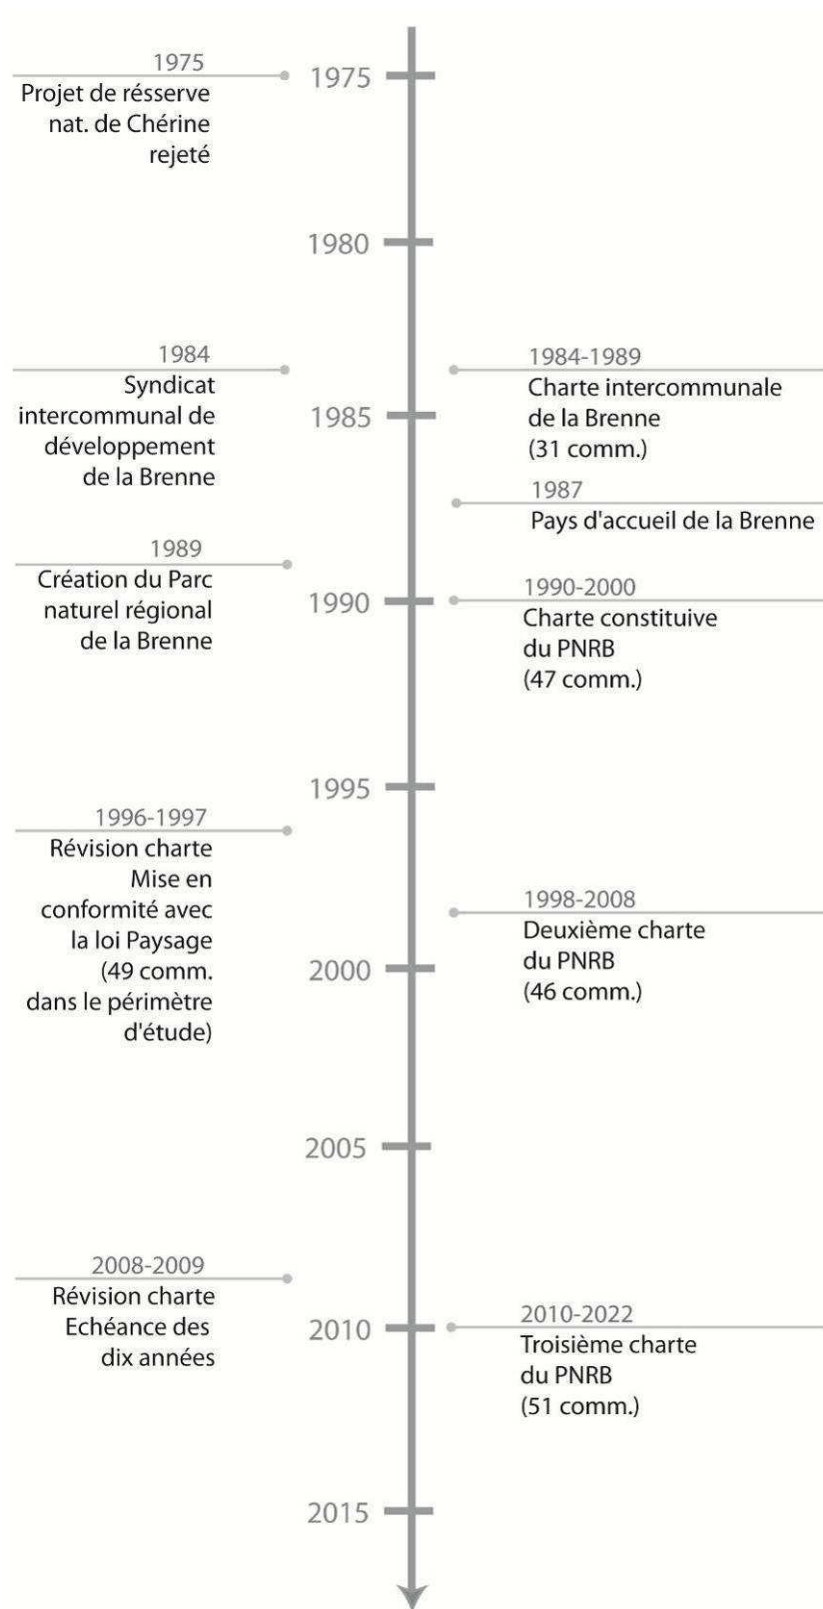 1975
Projet de résserve
nat. de Chérine
rejeté
1975
1980
1984
Syndicat
intercommunal de
développement
de la Brenne
1984-1989
Charte intercommunale
de la Brenne
(31 comm.)
1985
1987
Pays d'accueil de la Brenne
1989
Création du Parc
naturel régional
de la Brenne
1990
1990-2000
Charte constituive
du PNRB
(47 comm.)
1995
1996-1997
Révision charte
Mise en
conformité avec
la loi Paysage
(49 comm.
dans le périmètre
d'étude)
1998-2008
Deuxième charte
du PNRB
(46 comm.)
2000
2005
2008-2009
Révision charte
Echéance des
dix années
2010
2010-2022
Troisième charte
du PNRB
(51 comm.)
2015